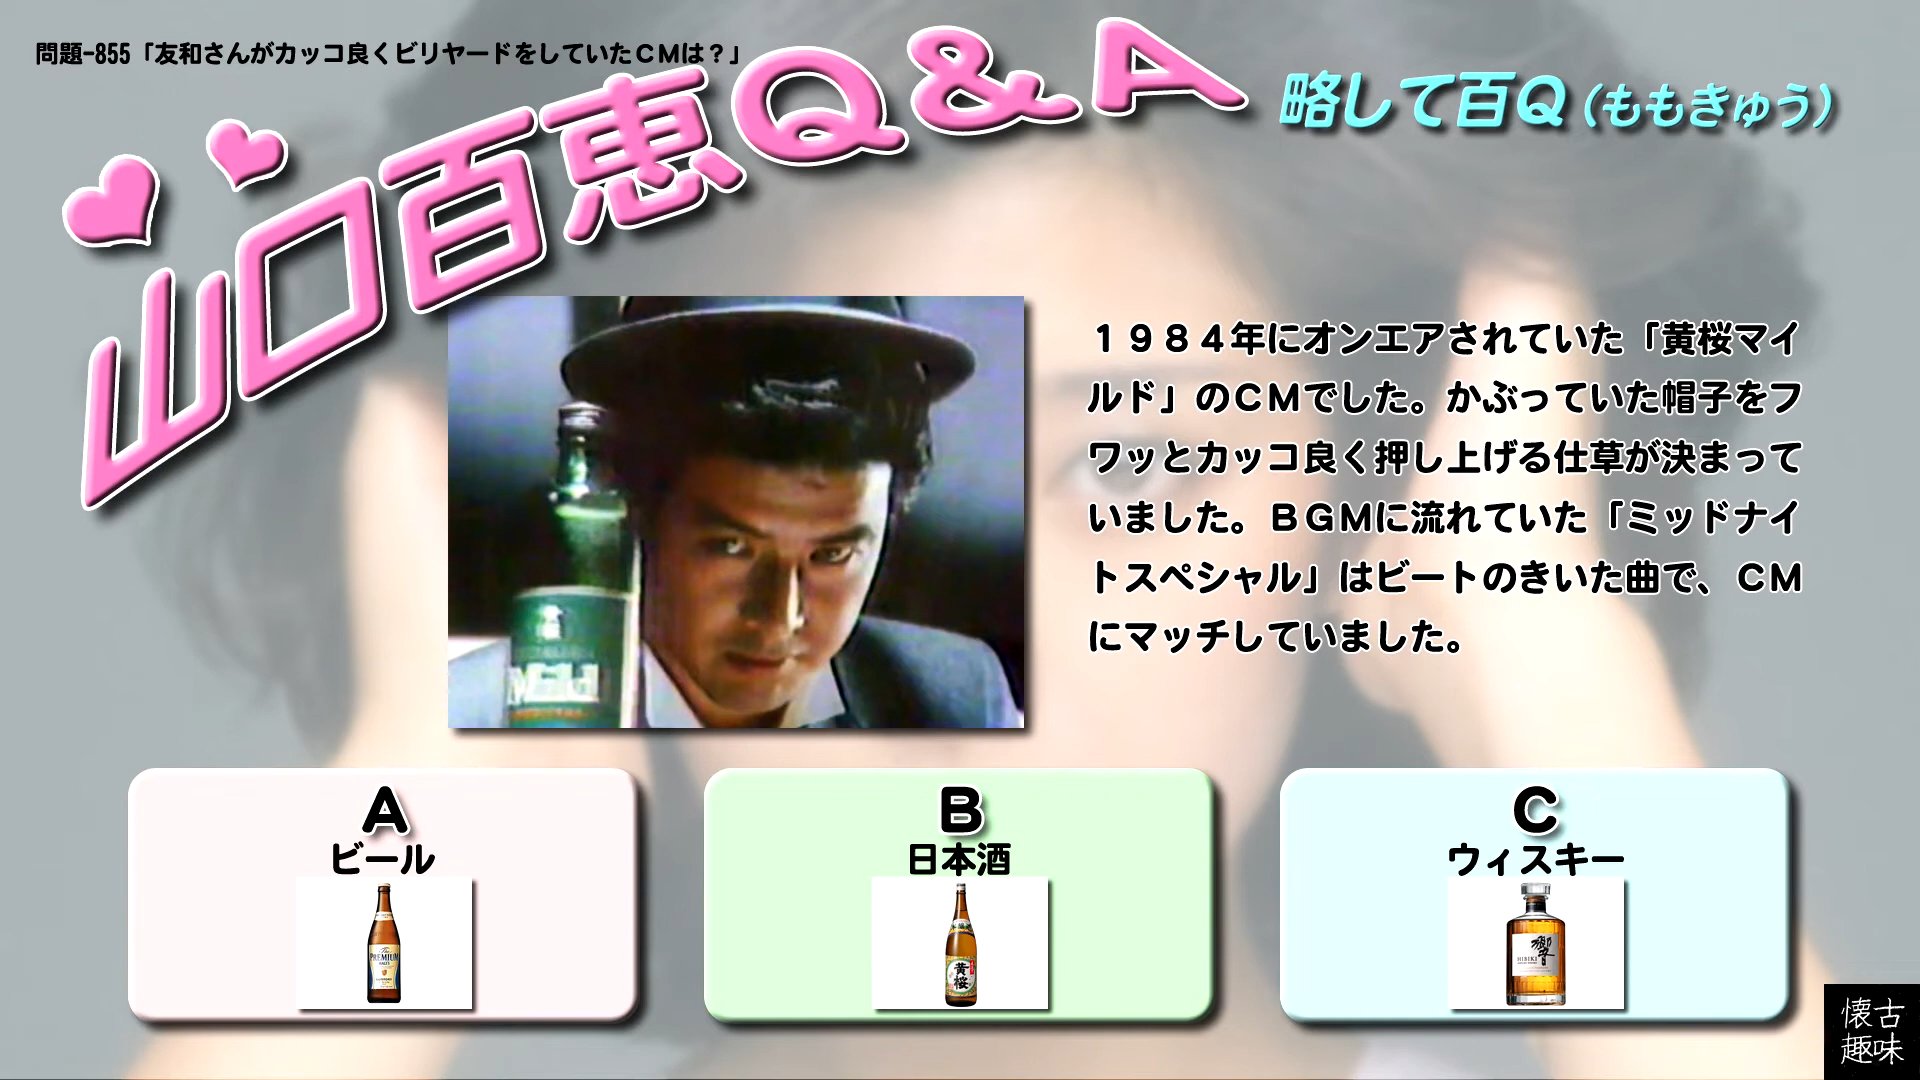 問題-855「友和さんがカッコ良くビリヤードをしていたＣＭは？」
山口百恵Q&A
略して百Ｑ（ももきゅう）
１９８４年にオンエアされていた「黄桜マイ
ルド」のＣＭでした。かぶっていた帽子をフ
ワッとカッコ良く押し上げる仕草が決まって
いました。ＢＧＭに流れていた「ミッドナイ
トスペシャル」はビートのきいた曲で、ＣＭ
にマッチしていました。
A
ビール
PREMIUM
B
日本酒
黄桜
C
ウィスキー
響
HIBIKI
懐古
趣味